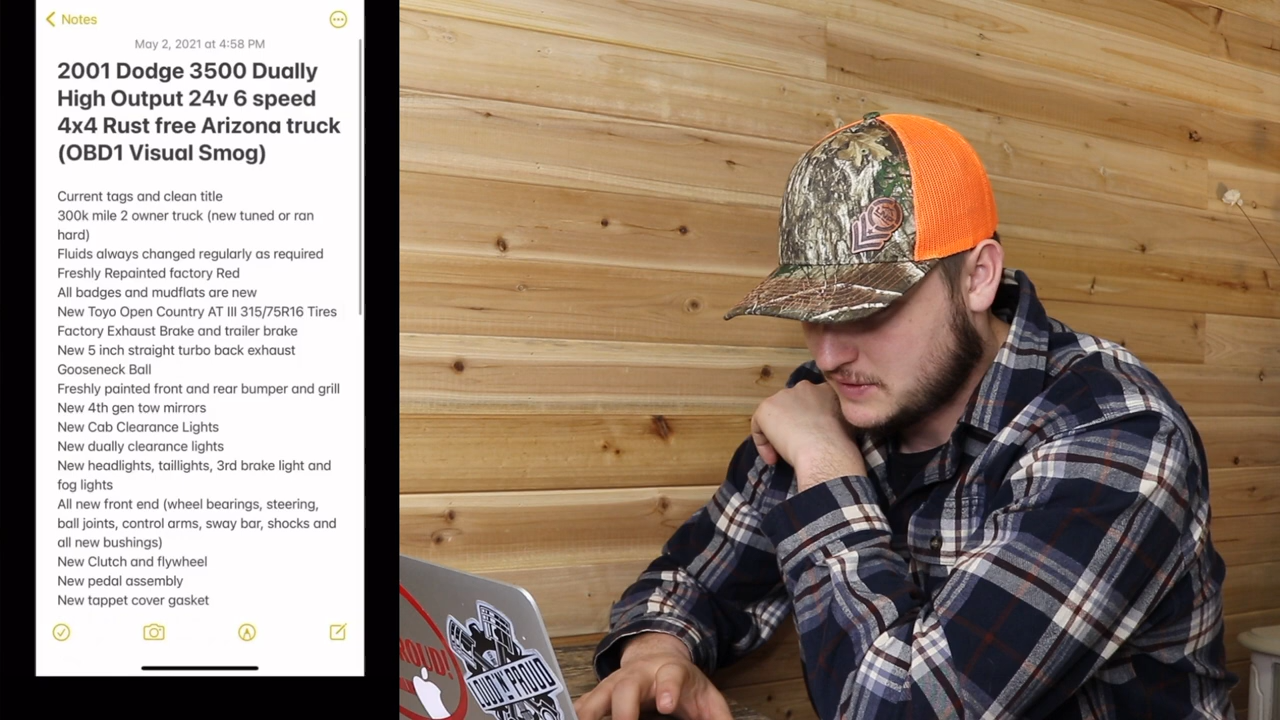 Notes
May 2, 2021 at 4:58 PM
2001 Dodge 3500 Dually
High Output 24v 6 speed
4x4 Rust free Arizona truck
(OBD1 Visual Smog)
Current tags and clean title
300k mile 2 owner truck (new tuned or ran
hard)
Fluids always changed regularly as required
Freshly Repainted factory Red
All badges and mudflats are new
New Toyo Open Country AT III 315/75R16 Tires
Factory Exhaust Brake and trailer brake
New 5 inch straight turbo back exhaust
Gooseneck Ball
Freshly painted front and rear bumper and grill
New 4th gen tow mirrors
New Cab Clearance Lights
New dually clearance lights
New headlights, taillights, 3rd brake light and
fog lights
All new front end (wheel bearings, steering,
ball joints, control arms, sway bar, shocks and
all new bushings)
New Clutch and flywheel
New pedal assembly
New tappet cover gasket
LOUD N' PROUD